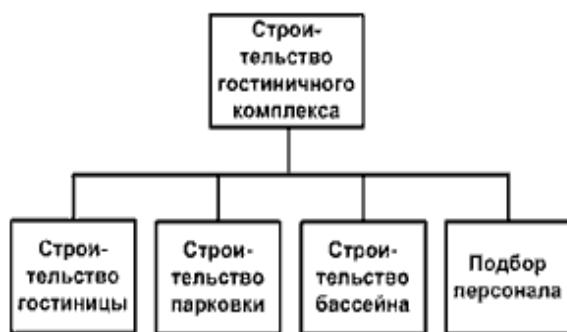 Строи-
тельство
гостиничного
комплекса
Строи-
тельство
гостиницы
Строи-
тельство
парковки
Строи-
тельство
бассейна
Подбор
персонала